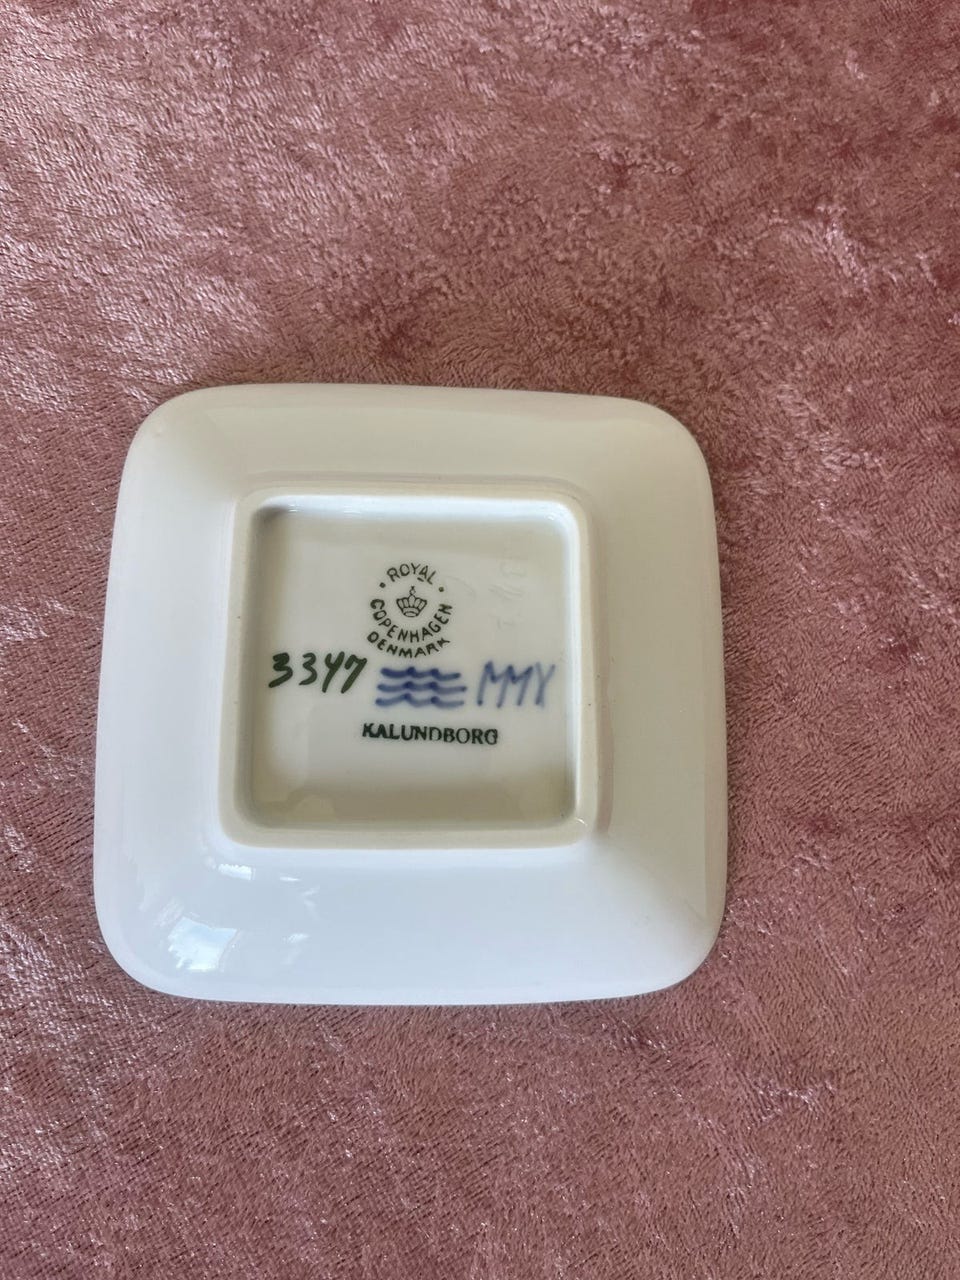 ROYAL
COPENHAGEN
DENMARK
3347 MMY
KALUNDBORG